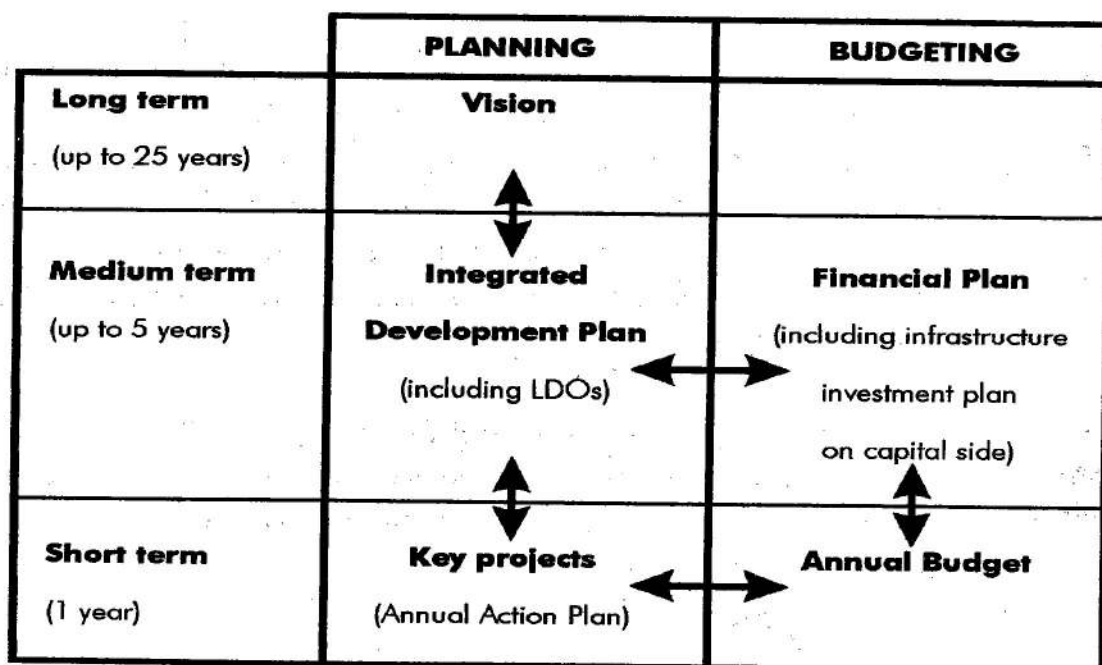 PLANNING
BUDGETING
Long term
(up to 25 years)
Vision
Medium term
(up to 5 years)
Integrated
Development Plan
(including LDOs)
Financial Plan
(including infrastructure
investment plan
on capital side)
Short term
(1 year)
Key projects
(Annual Action Plan)
Annual Budget